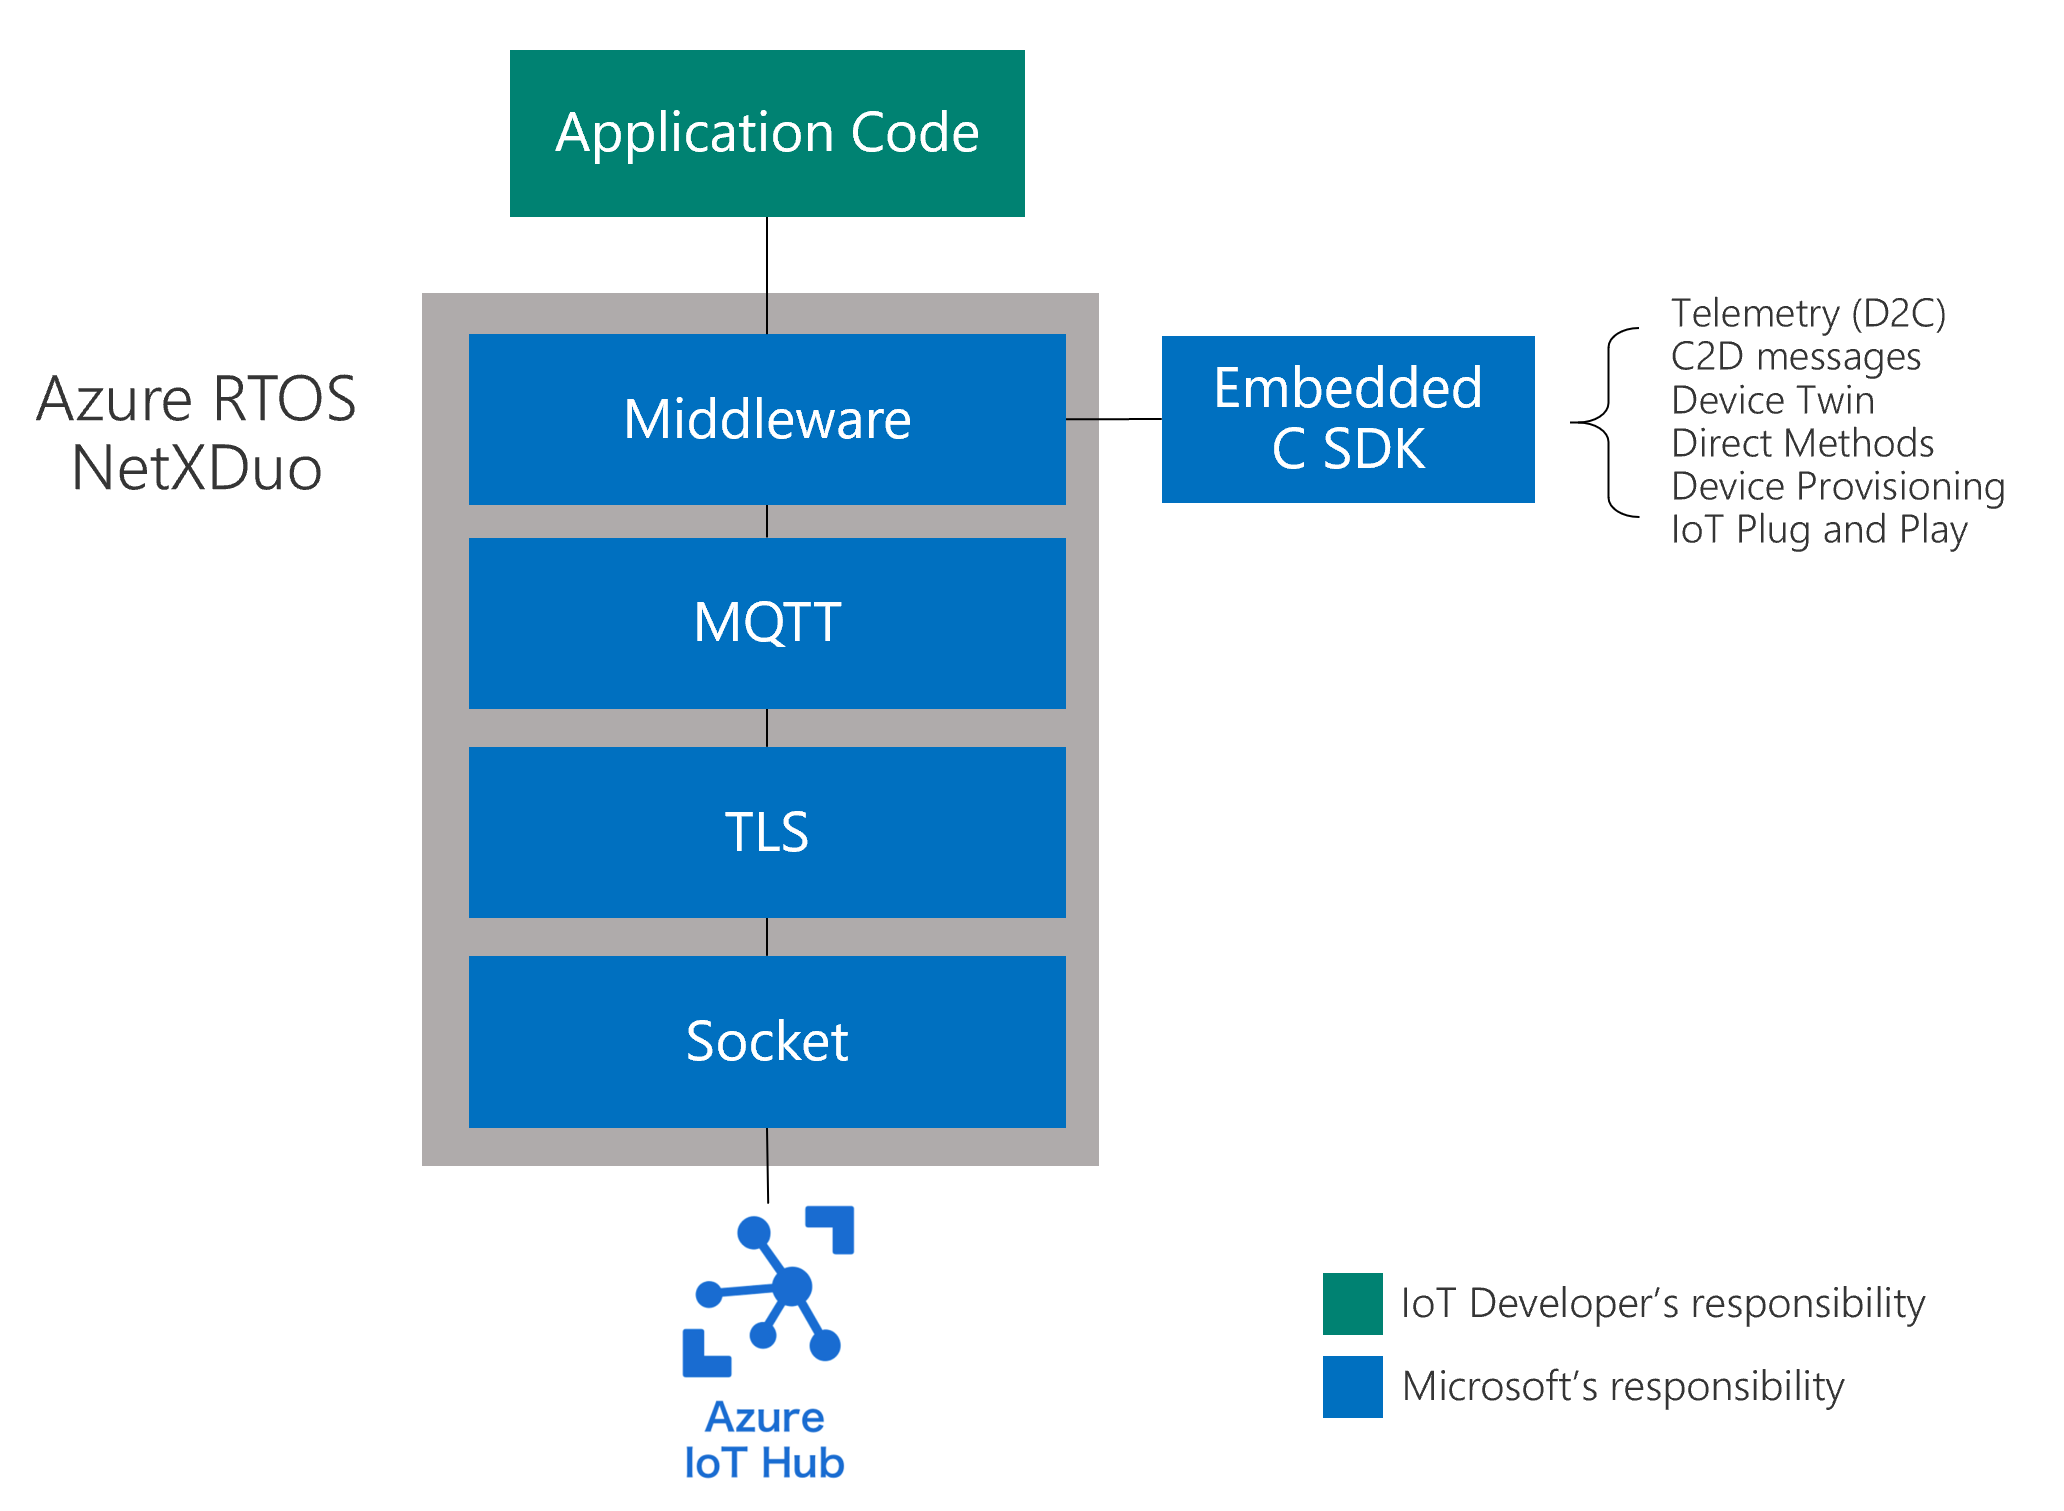 Application Code
Azure RTOS
NetXDuo
Middleware
Embedded
C SDK
Telemetry (D2C)
C2D messages
Device Twin
Direct Methods
Device Provisioning
IoT Plug and Play
MQTT
TLS
Socket
Azure
IoT Hub
IoT Developer’s responsibility
Microsoft’s responsibility